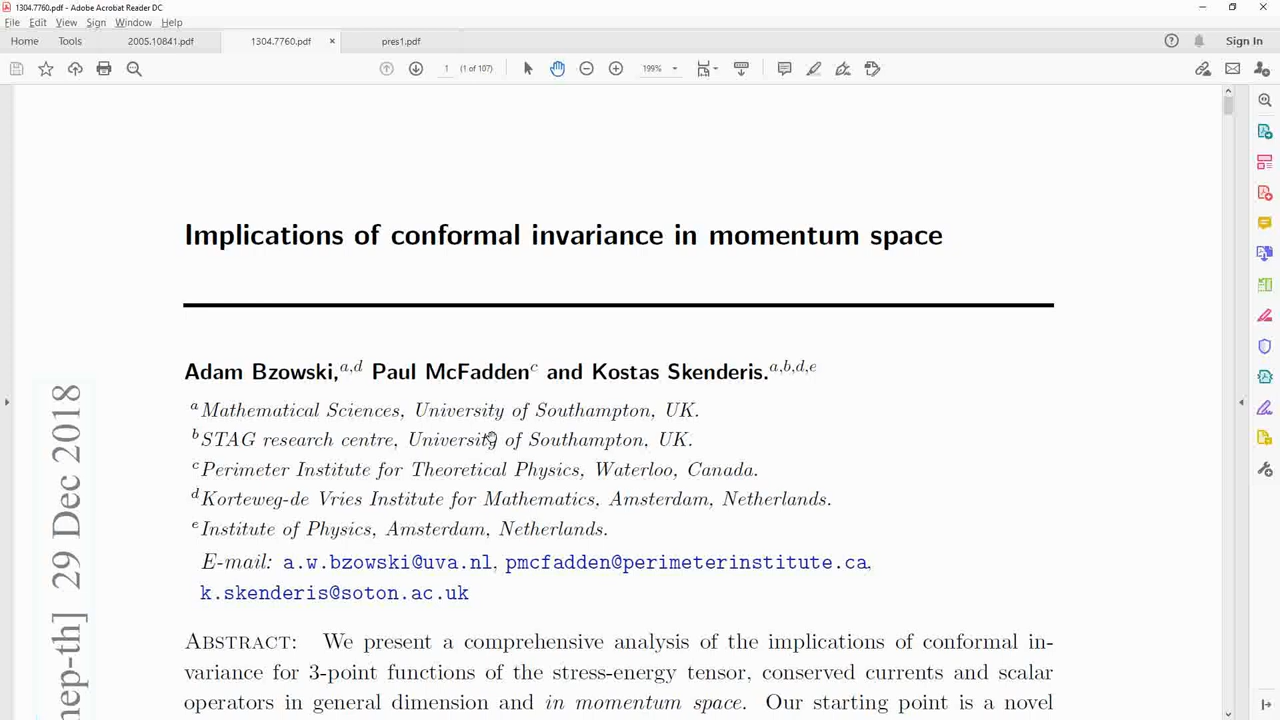 1304.7760.pdf - Adobe Acrobat Reader DC
File Edit View Sign Window Help
Home Tools 2005.10841.pdf 1304.7760.pdf × pres1.pdf Sign In
1 (1 of 107) 199%
Implications of conformal invariance in momentum space
Adam Bzowski,a,d Paul McFaddenc and Kostas Skenderis.a,b,d,e
aMathematical Sciences, University of Southampton, UK.
bSTAG research centre, University of Southampton, UK.
cPerimeter Institute for Theoretical Physics, Waterloo, Canada.
dKorteweg-de Vries Institute for Mathematics, Amsterdam, Netherlands.
eInstitute of Physics, Amsterdam, Netherlands.
E-mail: a.w.bzowski@uva.nl, pmcfadden@perimeterinstitute.ca,
k.skenderis@soton.ac.uk
Abstract: We present a comprehensive analysis of the implications of conformal in-
variance for 3-point functions of the stress-energy tensor, conserved currents and scalar
operators in general dimension and in momentum space. Our starting point is a novel
hep-th] 29 Dec 2018